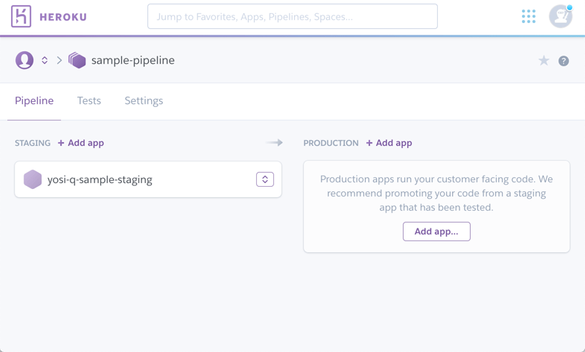 HEROKU
Jump to Favorites, Apps, Pipelines, Spaces...
sample-pipeline
Pipeline Tests Settings
STAGING + Add app
yosi-q-sample-staging
PRODUCTION + Add app
Production apps run your customer facing code. We
recommend promoting your code from a staging
app that has been tested.
Add app...